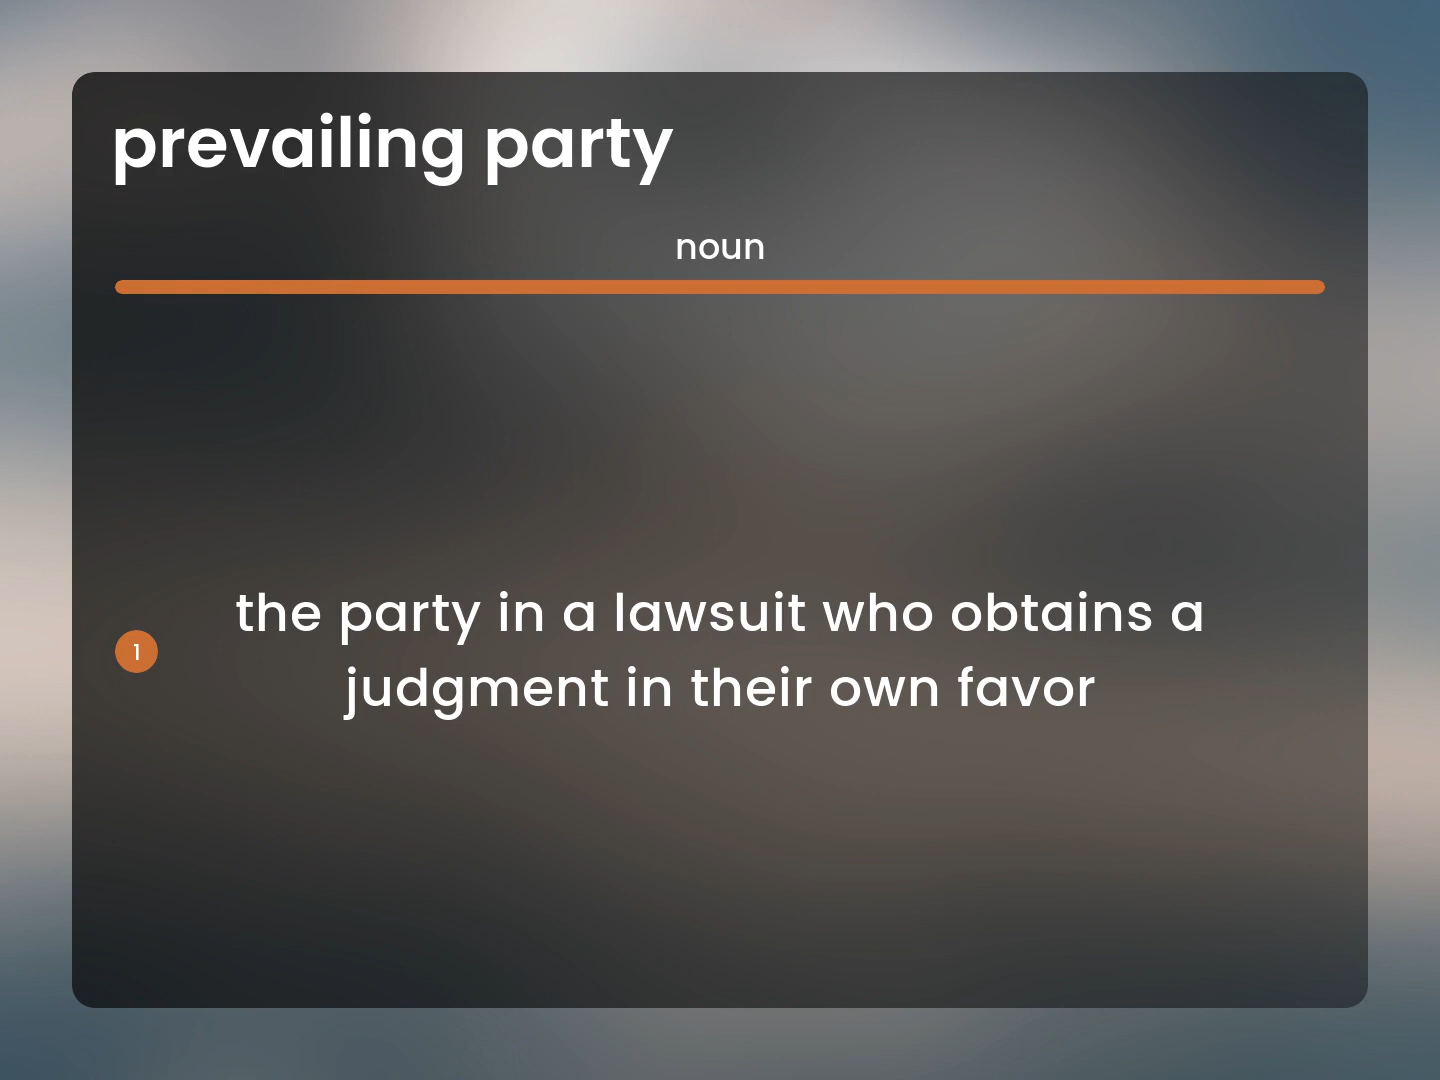 prevailing party
noun
1
the party in a lawsuit who obtains a
judgment in their own favor